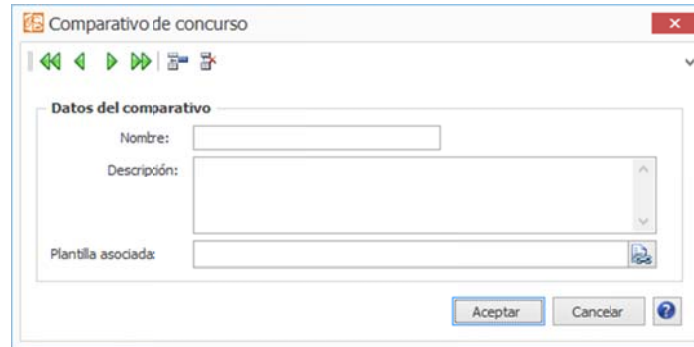 Comparativo de concurso
Datos del comparativo
Nombre:
Descripción:
Plantilla asociada:
Aceptar
Cancelar